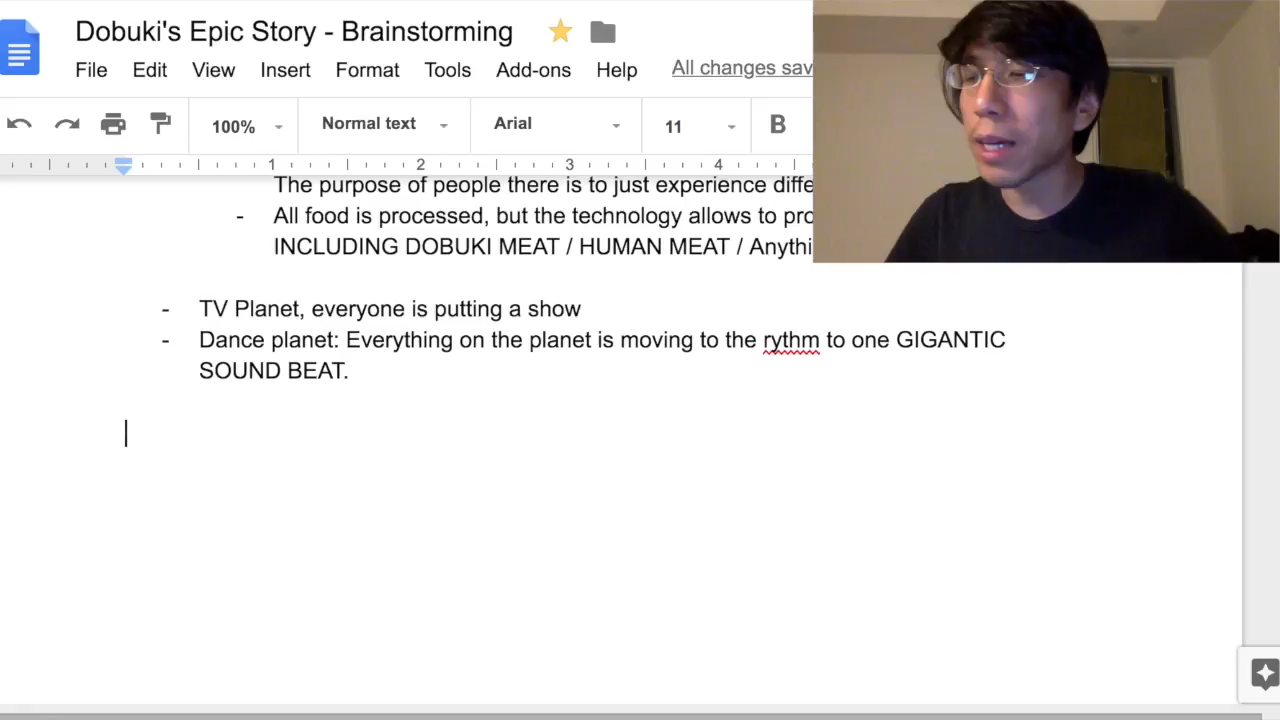 Dobuki's Epic Story - Brainstorming
File Edit View Insert Format Tools Add-ons Help All changes sav
100% Normal text Arial 11 B
1 2 3 4
The purpose of people there is to just experience diffe
- All food is processed, but the technology allows to pro
INCLUDING DOBUKI MEAT / HUMAN MEAT / Anythi
- TV Planet, everyone is putting a show
- Dance planet: Everything on the planet is moving to the rythm to one GIGANTIC
SOUND BEAT.